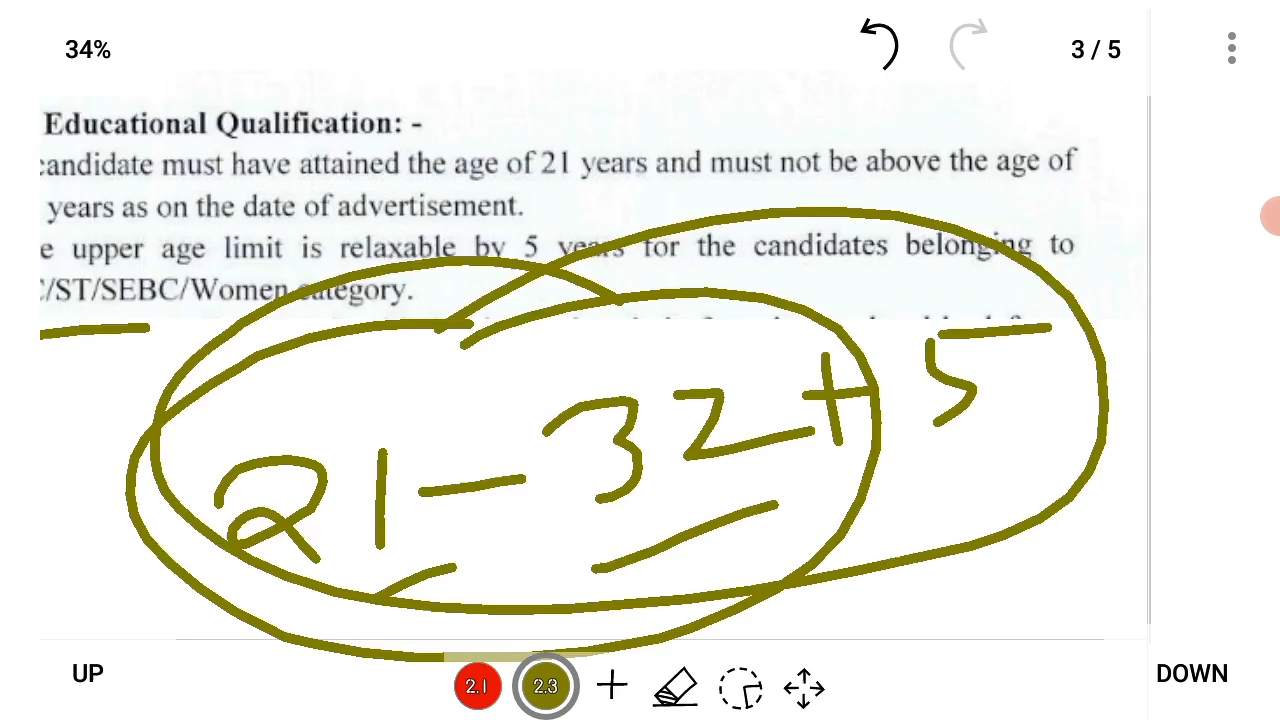 34%
3 / 5
Educational Qualification: -
candidate must have attained the age of 21 years and must not be above the age of
years as on the date of advertisement.
e upper age limit is relaxable by 5 years for the candidates belonging to
/ST/SEBC/Women category.
21 - 32 + 5
UP
2.1
2.3
DOWN